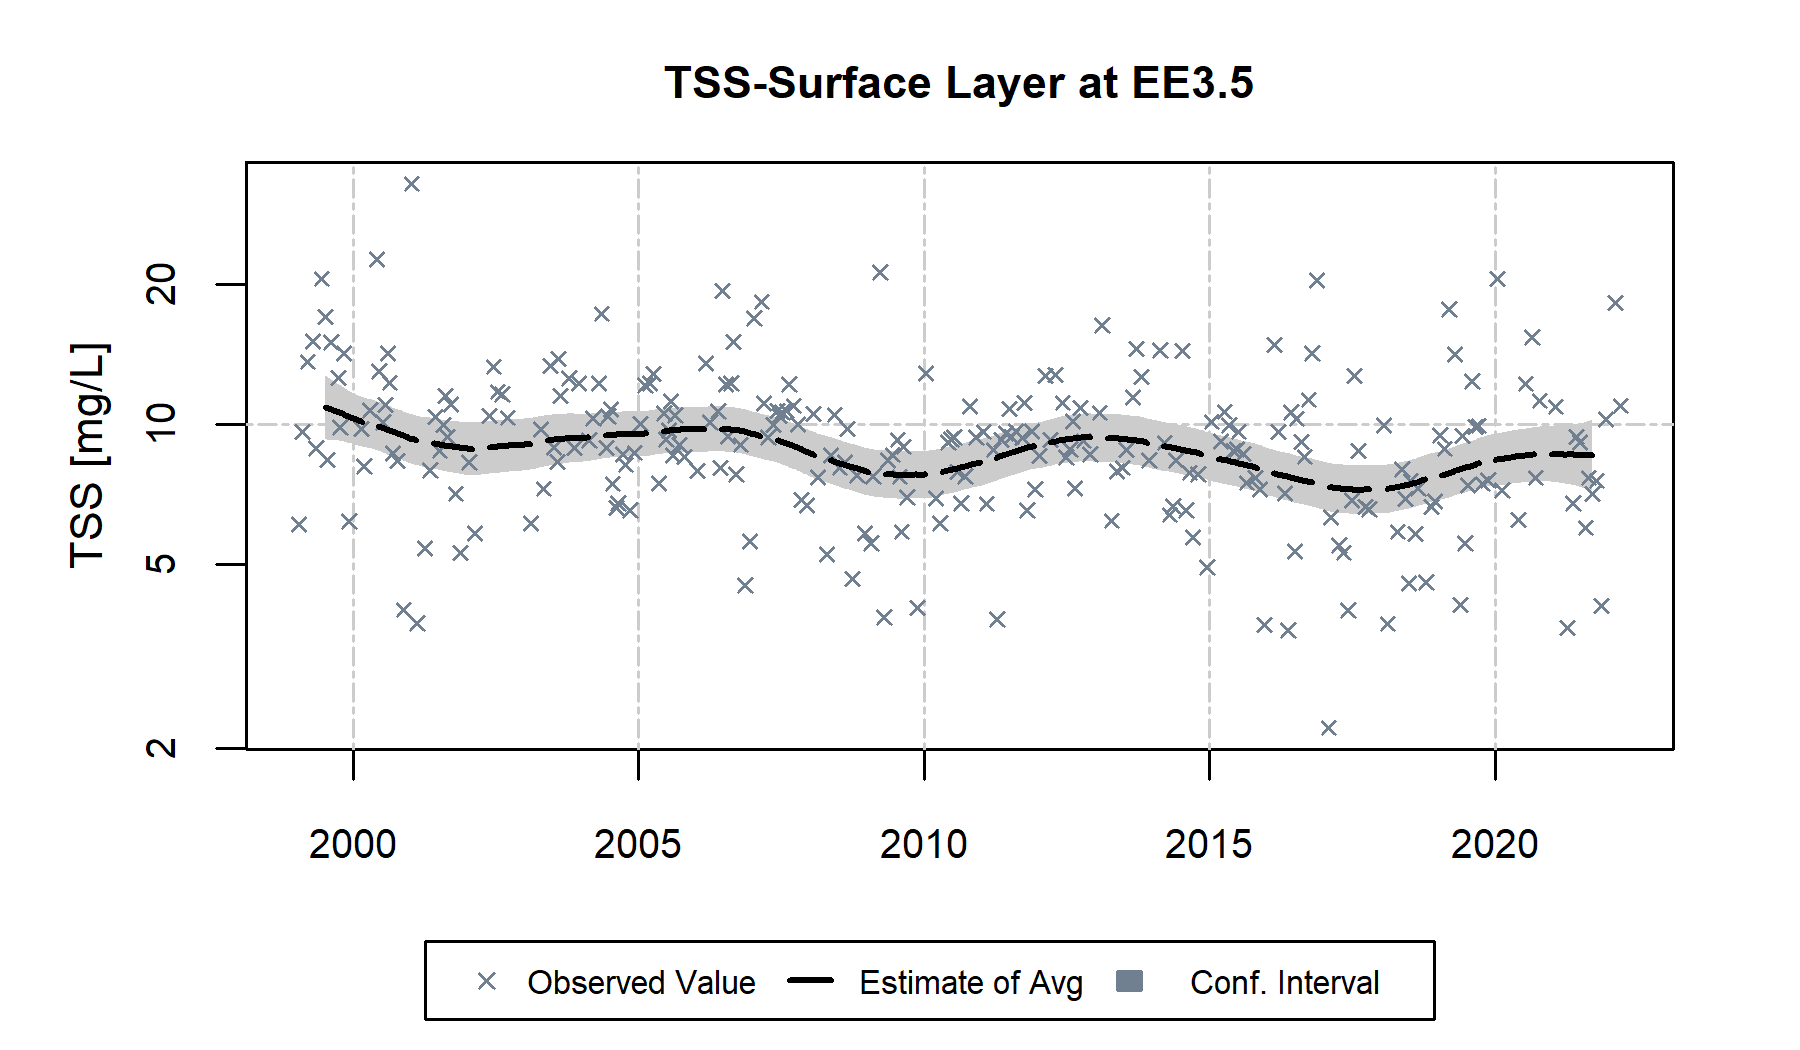 TSS-Surface Layer at EE3.5
TSS [mg/L]
20
10
5
2
2000 2005 2010 2015 2020
Observed Value Estimate of Avg Conf. Interval